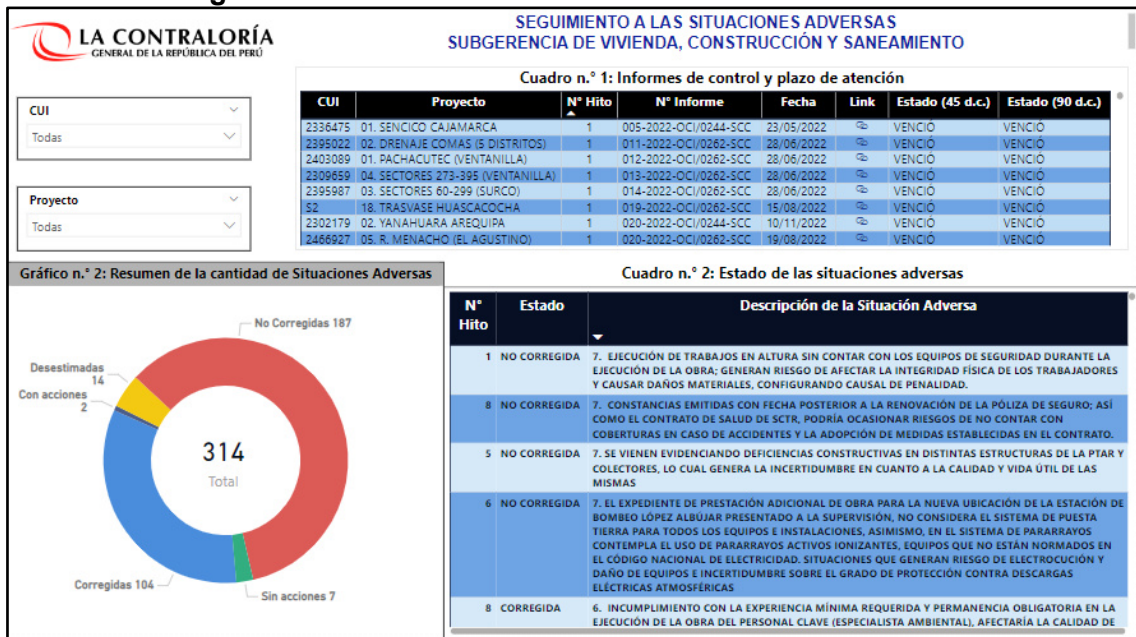 LA CONTRALORÍA
GENERAL DE LA REPÚBLICA DEL PERÚ
SEGUIMIENTO A LAS SITUACIONES ADVERSAS
SUBGERENCIA DE VIVIENDA, CONSTRUCCIÓN Y SANEAMIENTO
CUI
Todas
Proyecto
Todas
Cuadro n.° 1: Informes de control y plazo de atención
CUI Proyecto N° Hito N° Informe Fecha Link Estado (45 d.c.) Estado (90 d.c.)
2336475 01. SENCICO CAJAMARCA 1 005-2022-OCI/0244-SCC 23/05/2022 VENCIÓ VENCIÓ
2395022 02. DRENAJE COMAS (5 DISTRITOS) 1 011-2022-OCI/0262-SCC 28/06/2022 VENCIÓ VENCIÓ
2403089 01. PACHACUTEC (VENTANILLA) 1 012-2022-OCI/0262-SCC 28/06/2022 VENCIÓ VENCIÓ
2309659 04. SECTORES 273-395 (VENTANILLA) 1 013-2022-OCI/0262-SCC 28/06/2022 VENCIÓ VENCIÓ
2395987 03. SECTORES 60-299 (SURCO) 1 014-2022-OCI/0262-SCC 28/06/2022 VENCIÓ VENCIÓ
S2 18. TRASVASE HUASCACOCHA 1 019-2022-OCI/0262-SCC 15/08/2022 VENCIÓ VENCIÓ
2302179 02. YANAHUARA AREQUIPA 1 020-2022-OCI/0244-SCC 10/11/2022 VENCIÓ VENCIÓ
2466927 05. R. MENACHO (EL AGUSTINO) 1 020-2022-OCI/0262-SCC 19/08/2022 VENCIÓ VENCIÓ
Gráfico n.° 2: Resumen de la cantidad de Situaciones Adversas
No Corregidas 187
Desestimadas
14
Con acciones
2
314
Total
Corregidas 104
Sin acciones 7
Cuadro n.° 2: Estado de las situaciones adversas
N° Estado Descripción de la Situación Adversa
Hito
1 NO CORREGIDA 7. EJECUCIÓN DE TRABAJOS EN ALTURA SIN CONTAR CON LOS EQUIPOS DE SEGURIDAD DURANTE LA
EJECUCIÓN DE LA OBRA; GENERAN RIESGO DE AFECTAR LA INTEGRIDAD FÍSICA DE LOS TRABAJADORES
Y CAUSAR DAÑOS MATERIALES, CONFIGURANDO CAUSAL DE PENALIDAD.
8 NO CORREGIDA 7. CONSTANCIAS EMITIDAS CON FECHA POSTERIOR A LA RENOVACIÓN DE LA PÓLIZA DE SEGURO; ASÍ
COMO EL CONTRATO DE SALUD DE SCTR, PODRÍA OCASIONAR RIESGOS DE NO CONTAR CON
COBERTURAS EN CASO DE ACCIDENTES Y LA ADOPCIÓN DE MEDIDAS ESTABLECIDAS EN EL CONTRATO.
5 NO CORREGIDA 7. SE VIENEN EVIDENCIANDO DEFICIENCIAS CONSTRUCTIVAS EN DISTINTAS ESTRUCTURAS DE LA PTAR Y
COLECTORES, LO CUAL GENERA LA INCERTIDUMBRE EN CUANTO A LA CALIDAD Y VIDA ÚTIL DE LAS
MISMAS
6 NO CORREGIDA 7. EL EXPEDIENTE DE PRESTACIÓN ADICIONAL DE OBRA PARA LA NUEVA UBICACIÓN DE LA ESTACIÓN DE
BOMBEO LÓPEZ ALBÚJAR PRESENTADO A LA SUPERVISIÓN, NO CONSIDERA EL SISTEMA DE PUESTA
TIERRA PARA TODOS LOS EQUIPOS E INSTALACIONES, ASIMISMO, EN EL SISTEMA DE PARARRAYOS
CONTEMPLA EL USO DE PARARRAYOS ACTIVOS IONIZANTES, EQUIPOS QUE NO ESTÁN NORMADOS EN
EL CÓDIGO NACIONAL DE ELECTRICIDAD. SITUACIONES QUE GENERAN RIESGO DE ELECTROCUCIÓN Y
DAÑO DE EQUIPOS E INCERTIDUMBRE SOBRE EL GRADO DE PROTECCIÓN CONTRA DESCARGAS
ELÉCTRICAS ATMOSFÉRICAS
8 CORREGIDA 6. INCUMPLIMIENTO CON LA EXPERIENCIA MÍNIMA REQUERIDA Y PERMANENCIA OBLIGATORIA EN LA
EJECUCIÓN DE LA OBRA DEL PERSONAL CLAVE (ESPECIALISTA AMBIENTAL), AFECTARÍA LA CALIDAD DE